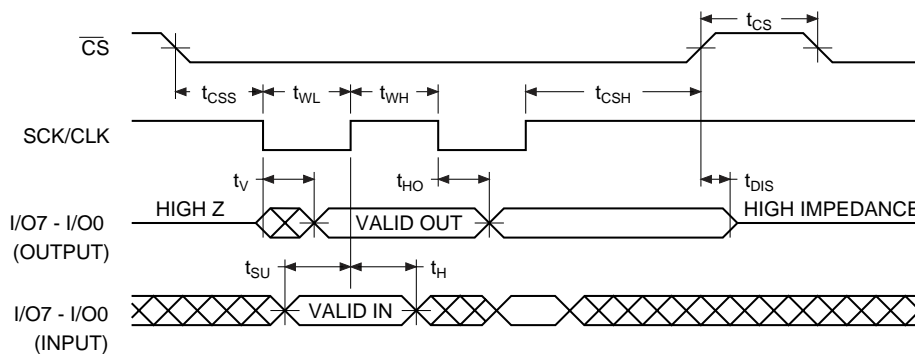 CS
tCS
tCSS tWL tWH tCSH
SCK/CLK
tV tHO tDIS
I/O7 - I/O0
(OUTPUT)
HIGH Z VALID OUT HIGH IMPEDANCE
tSU tH
I/O7 - I/O0
(INPUT)
VALID IN